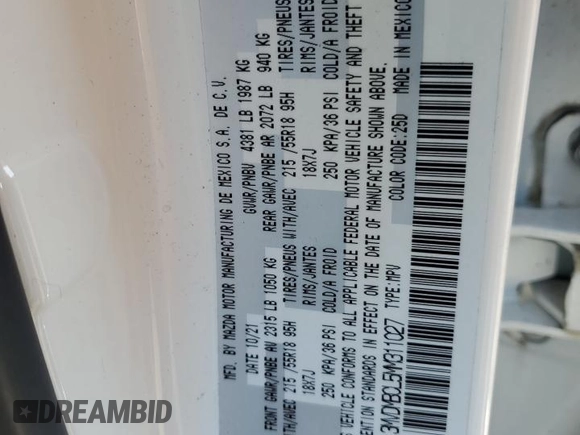 MFD. BY MAZDA MOTOR MANUFACTURING DE MEXICO S.A. DE C.V.
DATE 10/21 GVWR/PNBV 4381 LB 1987 KG
FRONT GAWR/PNBE AV 2315 LB 1050 KG REAR GAWR/PNBE AR 2072 LB 940 KG
WITH/AVEC 215 /55R18 95H TIRES/PNEUS WITH/AVEC 215 /55R18 95H TIRES/PNEUS
18X7J RIMS/JANTES 18X7J RIMS/JANTES
250 KPA/36 PSI COLD/A FROID 250 KPA/36 PSI COLD/A FROID
VEHICLE CONFORMS TO ALL APPLICABLE FEDERAL MOTOR VEHICLE SAFETY AND THEFT
STANDARDS IN EFFECT ON THE DATE OF MANUFACTURE SHOWN ABOVE.
TYPE:MPV COLOR CODE:25D MADE IN MEXICO
DREAMBID